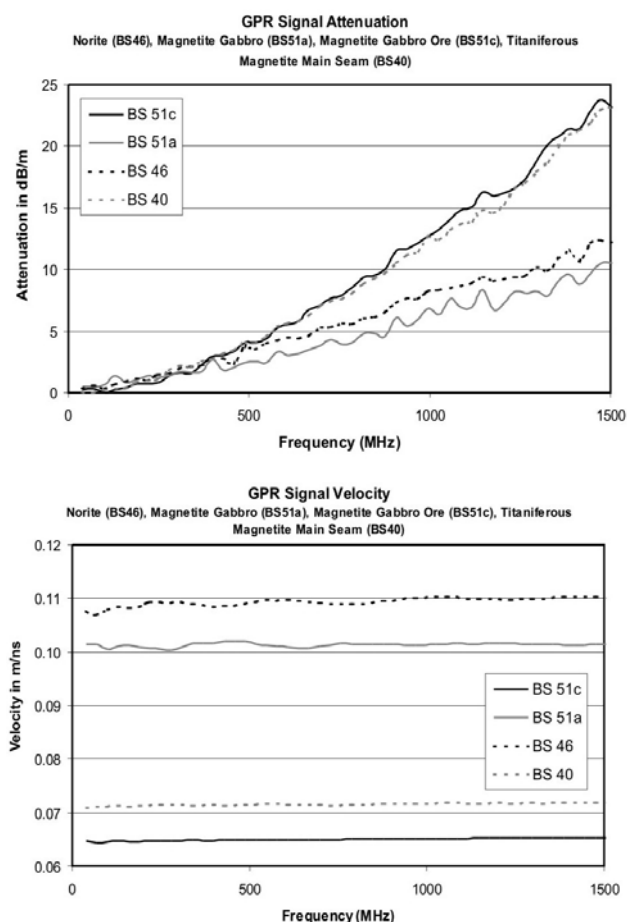 GPR Signal Attenuation
Norite (BS46), Magnetite Gabbro (BS51a), Magnetite Gabbro Ore (BS51c), Titaniferous
Magnetite Main Seam (BS40)
25
20
15
10
5
0
Attenuation in dB/m
BS 51c
BS 51a
BS 46
BS 40
0 500 1000 1500
Frequency (MHz)
GPR Signal Velocity
Norite (BS46), Magnetite Gabbro (BS51a), Magnetite Gabbro Ore (BS51c), Titaniferous
Magnetite Main Seam (BS40)
0.12
0.11
0.10
0.09
0.08
0.07
0.06
Velocity in m/ns
BS 51c
BS 51a
BS 46
BS 40
0 500 1000 1500
Frequency (MHz)